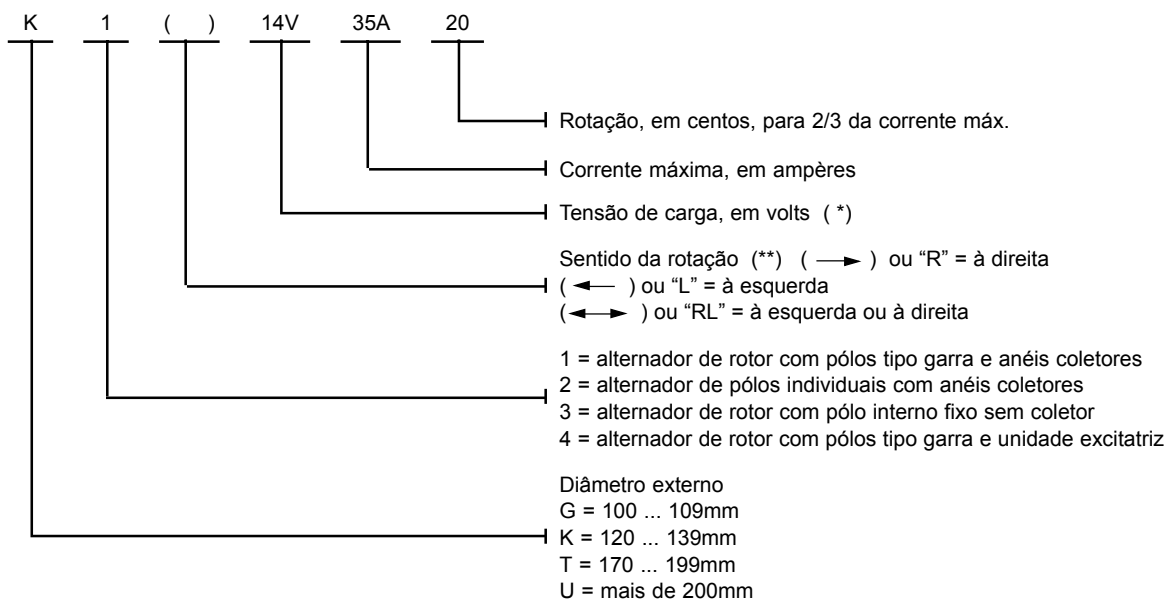 K 1 ( ) 14V 35A 20
Rotação, em centos, para 2/3 da corrente máx.
Corrente máxima, em ampères
Tensão de carga, em volts ( *)
Sentido da rotação (**) ( → ) ou “R” = à direita
( ← ) ou “L” = à esquerda
(↔ ) ou “RL” = à esquerda ou à direita
1 = alternador de rotor com pólos tipo garra e anéis coletores
2 = alternador de pólos individuais com anéis coletores
3 = alternador de rotor com pólo interno fixo sem coletor
4 = alternador de rotor com pólos tipo garra e unidade excitatriz
Diâmetro externo
G = 100 ... 109mm
K = 120 ... 139mm
T = 170 ... 199mm
U = mais de 200mm